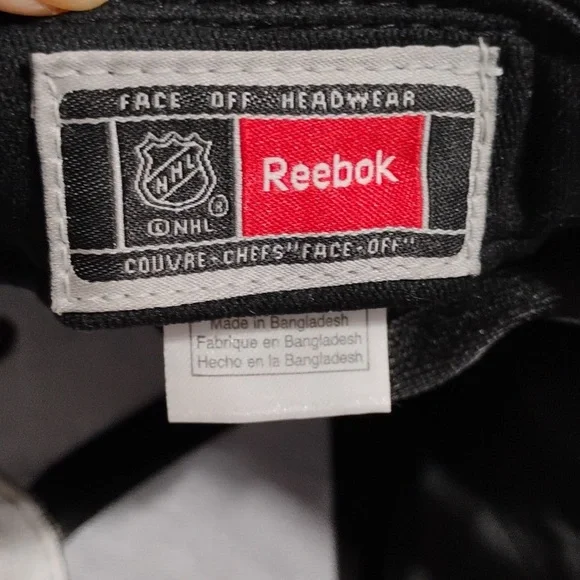 FACE OFF HEADWEAR
NHL
®
©NHL
Reebok
COUVRE-CHEFS"FACE-OFF"
Made in Bangladesh
Fabrique en Bangladesh
Hecho en la Bangladesh